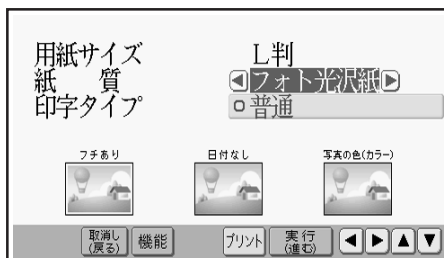 用紙サイズ L判
紙 質 フォト光沢紙
印字タイプ 普通
フチあり 日付なし 写真の色(カラー)
取消し(戻る) 機能 プリント 実行(進む)